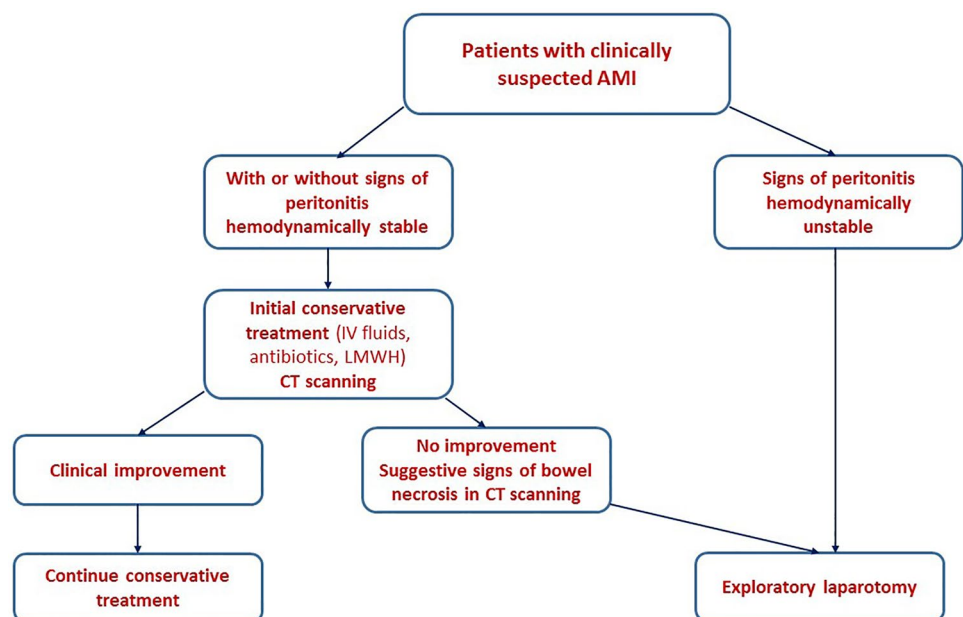 Patients with clinically
suspected AMI
With or without signs of
peritonitis
hemodynamically stable
Signs of peritonitis
hemodynamically
unstable
Initial conservative
treatment (IV fluids,
antibiotics, LMWH)
CT scanning
Clinical improvement
No improvement
Suggestive signs of bowel
necrosis in CT scanning
Continue conservative
treatment
Exploratory laparotomy